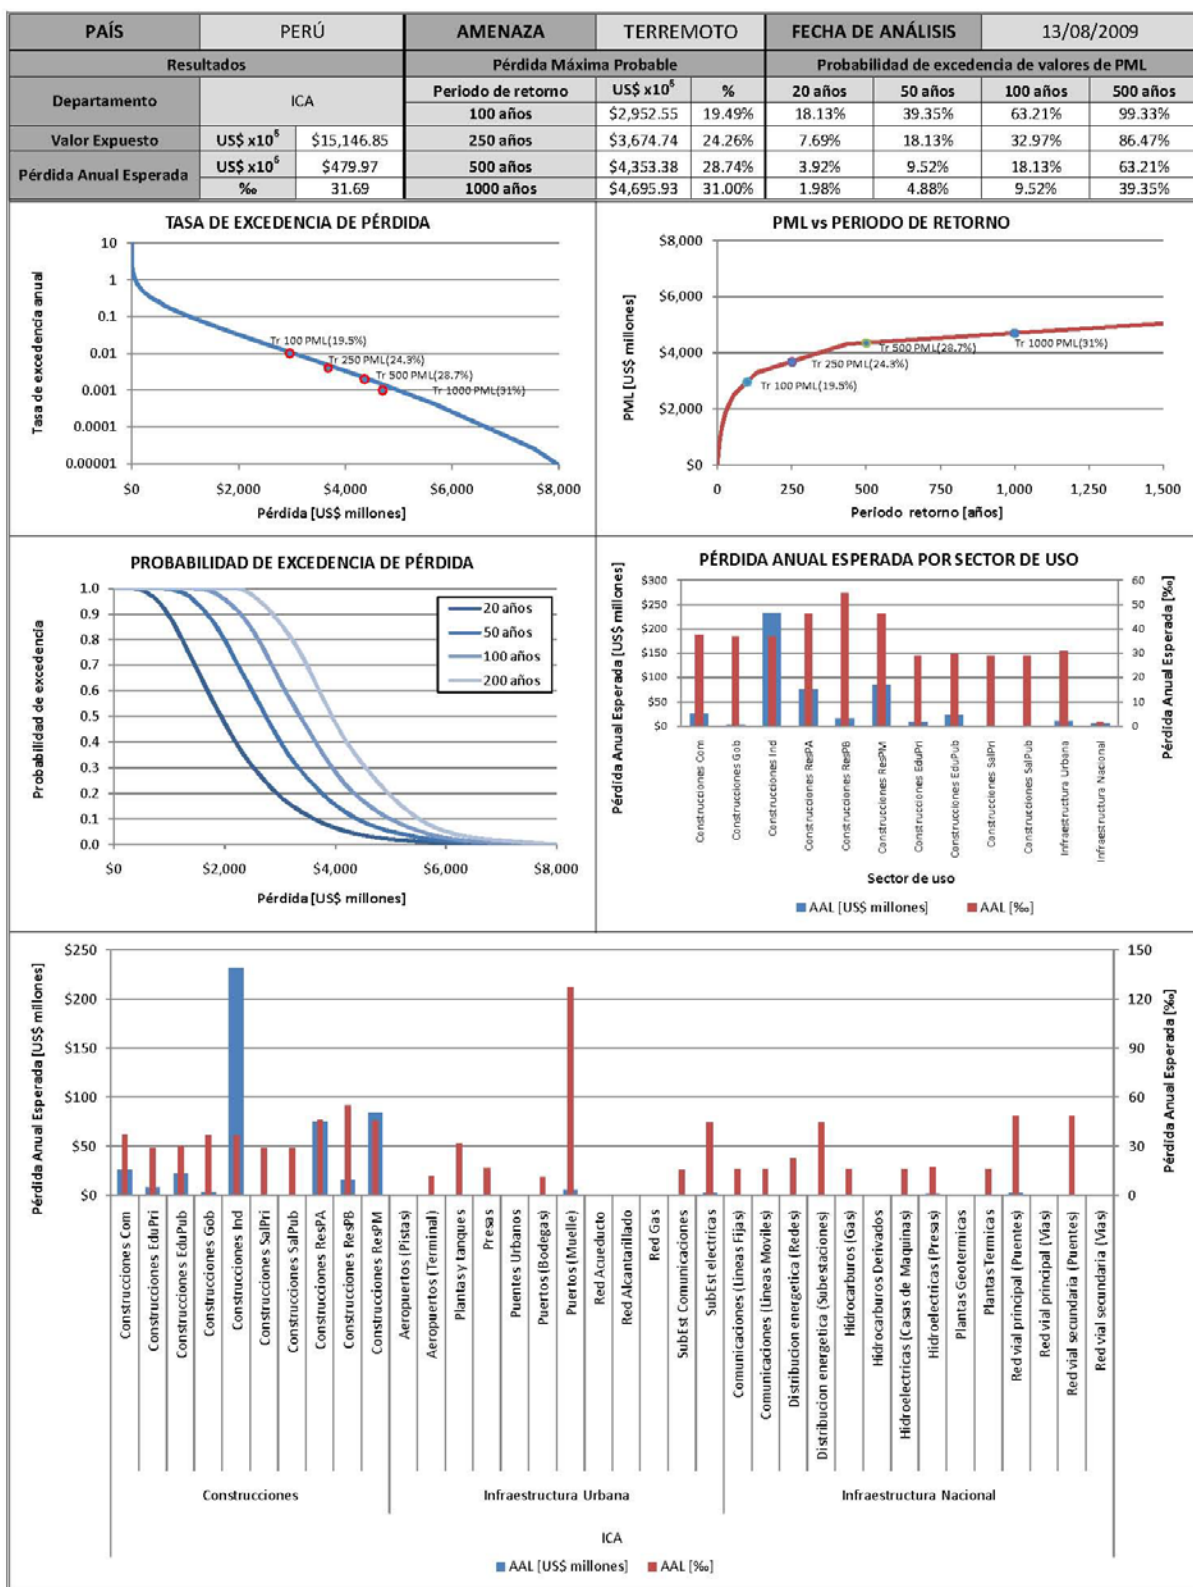 PAÍS PERÚ AMENAZA TERREMOTO FECHA DE ANÁLISIS 13/08/2009
Resultados Pérdida Máxima Probable Probabilidad de excedencia de valores de PML
Departamento ICA Periodo de retorno US$ x10⁶ % 20 años 50 años 100 años 500 años
100 años $2,952.55 19.49% 18.13% 39.35% 63.21% 99.33%
Valor Expuesto US$ x10⁶ $15,146.85 250 años $3,674.74 24.26% 7.69% 18.13% 32.97% 86.47%
Pérdida Anual Esperada US$ x10⁶ $479.97 500 años $4,353.38 28.74% 3.92% 9.52% 18.13% 63.21%
‰ 31.69 1000 años $4,695.93 31.00% 1.98% 4.88% 9.52% 39.35%
TASA DE EXCEDENCIA DE PÉRDIDA
Tasa de excedencia anual
10
1
0.1
0.01
0.001
0.0001
0.00001
Tr 100 PML(19.5%)
Tr 250 PML(24.3%)
Tr 500 PML(28.7%)
Tr 1000 PML(31%)
$0 $2,000 $4,000 $6,000 $8,000
Pérdida [US$ millones]
PML vs PERIODO DE RETORNO
PML [US$ millones]
$8,000
$6,000
$4,000
$2,000
$0
Tr 500 PML(28.7%)
Tr 1000 PML(31%)
Tr 250 PML(24.3%)
Tr 100 PML(19.5%)
0 250 500 750 1,000 1,250 1,500
Periodo retorno [años]
PROBABILIDAD DE EXCEDENCIA DE PÉRDIDA
Probabilidad de excedencia
1.0
0.9
0.8
0.7
0.6
0.5
0.4
0.3
0.2
0.1
0.0
20 años
50 años
100 años
200 años
$0 $2,000 $4,000 $6,000 $8,000
Pérdida [US$ millones]
PÉRDIDA ANUAL ESPERADA POR SECTOR DE USO
Pérdida Anual Esperada [US$ millones]
$300
$250
$200
$150
$100
$50
$0
60
50
40
30
20
10
0
Pérdida Anual Esperada [‰]
Construcciones Com
Construcciones Gob
Construcciones Ind
Construcciones ResPA
Construcciones ResPB
Construcciones ResPM
Construcciones EduPri
Construcciones EduPub
Construcciones SalPri
Construcciones SalPub
Infraestructura Urbana
Infraestructura Nacional
Sector de uso
AAL [US$ millones] AAL [‰]
Pérdida Anual Esperada [US$ millones]
$250
$200
$150
$100
$50
$0
150
120
90
60
30
0
Pérdida Anual Esperada [‰]
Construcciones Com
Construcciones EduPri
Construcciones EduPub
Construcciones Gob
Construcciones Ind
Construcciones SalPri
Construcciones SalPub
Construcciones ResPA
Construcciones ResPB
Construcciones ResPM
Aeropuertos (Pistas)
Aeropuertos (Terminal)
Plantas y tanques
Presas
Puentes Urbanos
Puertos (Bodegas)
Puertos (Muelle)
Red Acueducto
Red Alcantarillado
Red Gas
SubEst Comunicaciones
SubEst electricas
Comunicaciones (Lineas Fijas)
Comunicaciones (Lineas Moviles)
Distribucion energetica (Redes)
Distribucion energetica (Subestaciones)
Hidrocarburos (Gas)
Hidrocarburos Derivados
Hidroelectricas (Casas de Maquinas)
Hidroelectricas (Presas)
Plantas Geotermicas
Plantas Termicas
Red vial principal (Puentes)
Red vial principal (Vias)
Red vial secundaria (Puentes)
Red vial secundaria (Vias)
Construcciones Infraestructura Urbana Infraestructura Nacional
ICA
AAL [US$ millones] AAL [‰]